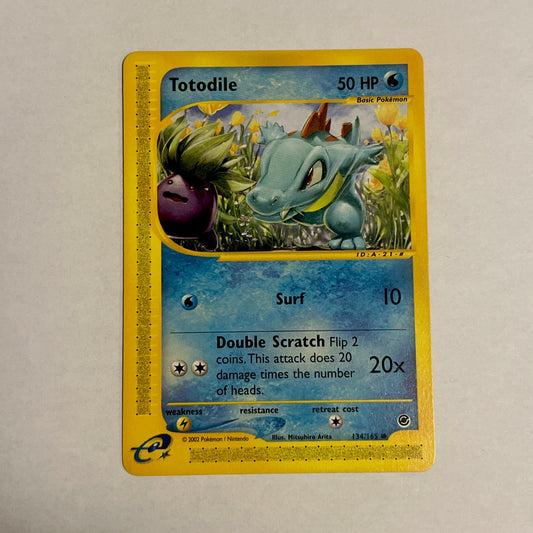 Totodile 50 HP
Basic Pokémon
ID:A-21-#
Surf 10
Double Scratch Flip 2
coins. This attack does 20
damage times the number
of heads.
20x
weakness resistance retreat cost
Illus. Mitsuhiro Arita
© 2002 Pokémon / Nintendo
134/165
e